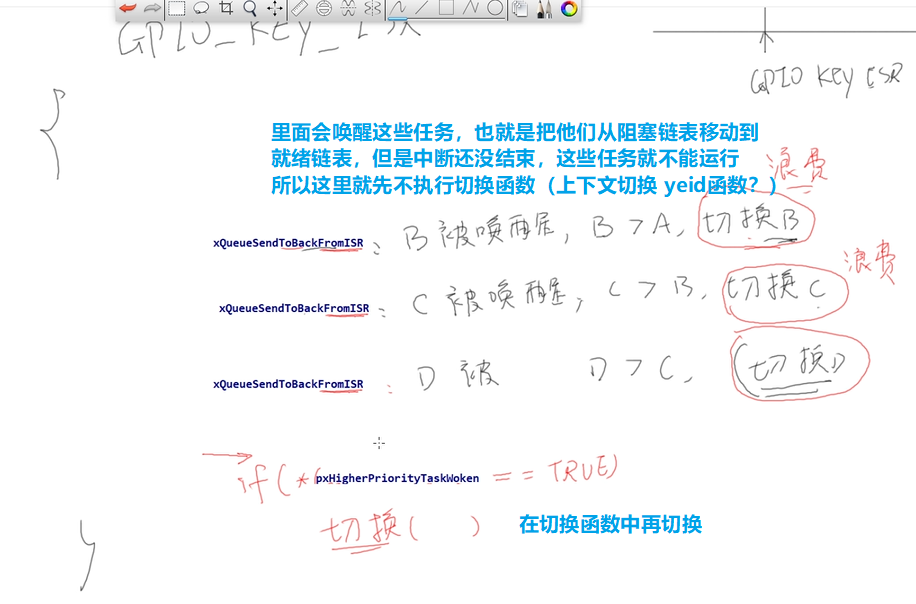 GPIO_KEY_ISR
GPIO KEY ISR
{
里面会唤醒这些任务，也就是把他们从阻塞链表移动到
就绪链表，但是中断还没结束，这些任务就不能运行
所以这里就先不执行切换函数（上下文切换 yeid函数？）
浪费
xQueueSendToBackFromISR : B 被唤醒, B > A, 切换B
浪费
xQueueSendToBackFromISR : C 被唤醒, C > B, 切换C
xQueueSendToBackFromISR : D 被 D > C, (切换D
if(*(pxHigherPriorityTaskWoken == TRUE)
切换( ) 在切换函数中再切换
}